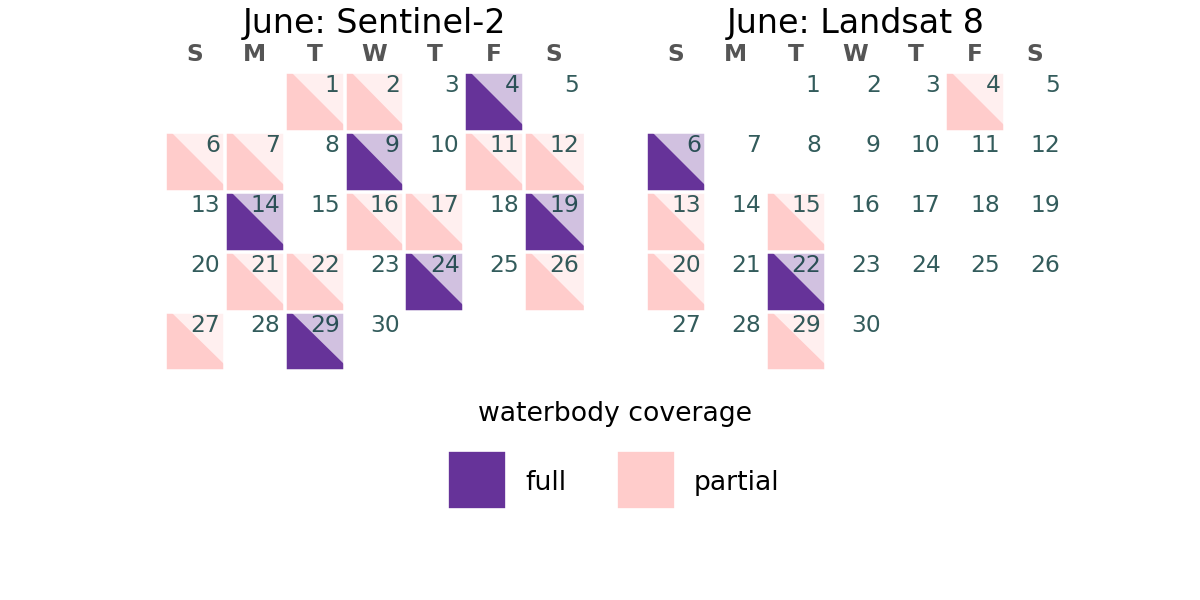 June: Sentinel-2
S M T W T F S
1 2 3 4 5
6 7 8 9 10 11 12
13 14 15 16 17 18 19
20 21 22 23 24 25 26
27 28 29 30
June: Landsat 8
S M T W T F S
1 2 3 4 5
6 7 8 9 10 11 12
13 14 15 16 17 18 19
20 21 22 23 24 25 26
27 28 29 30
waterbody coverage
full partial